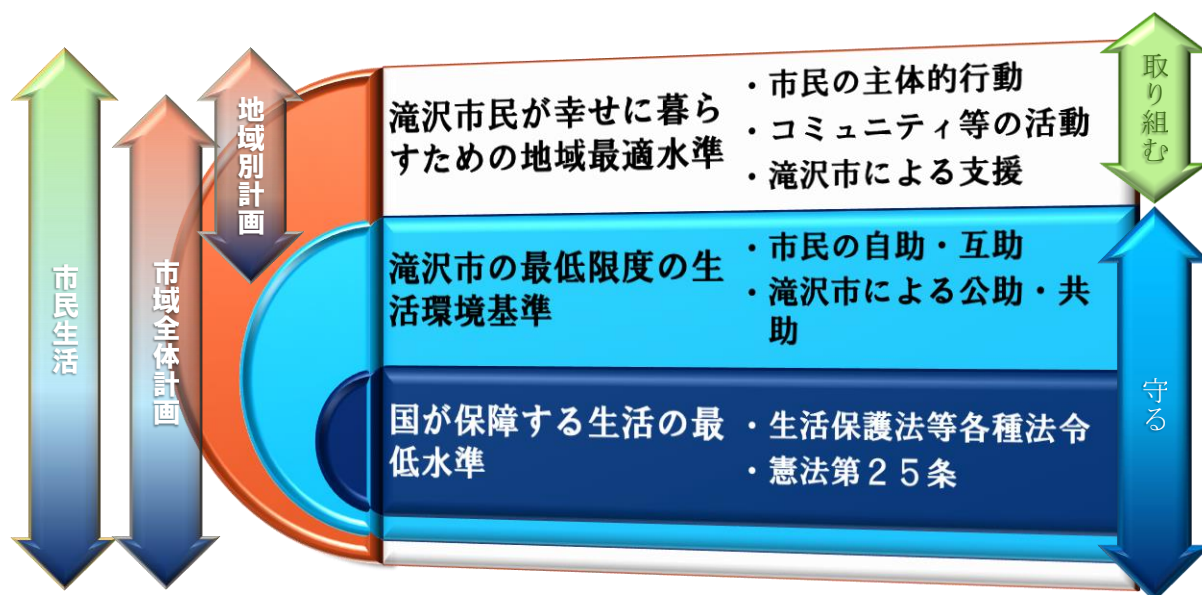 市民生活
市域全体計画
地域別計画
滝沢市民が幸せに暮ら
すための地域最適水準
・市民の主体的行動
・コミュニティ等の活動
・滝沢市による支援
滝沢市の最低限度の生
活環境基準
・市民の自助・互助
・滝沢市による公助・共
助
国が保障する生活の最
低水準
・生活保護法等各種法令
・憲法第２５条
取り組む
守る